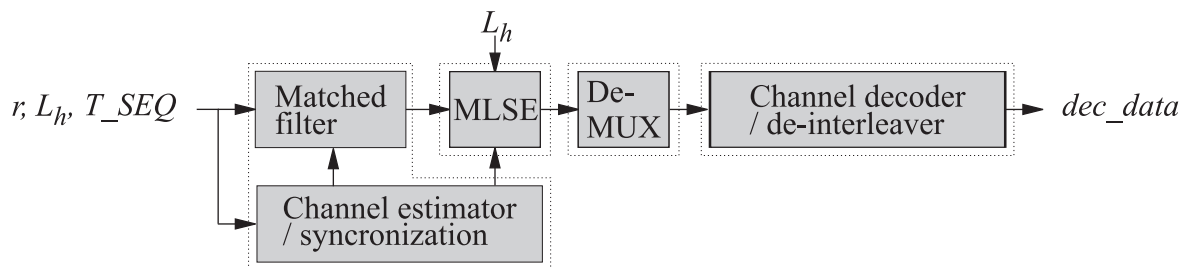 L_h
r, L_h, T_SEQ
Matched
filter
MLSE
De-
MUX
Channel decoder
/ de-interleaver
dec_data
Channel estimator
/ syncronization